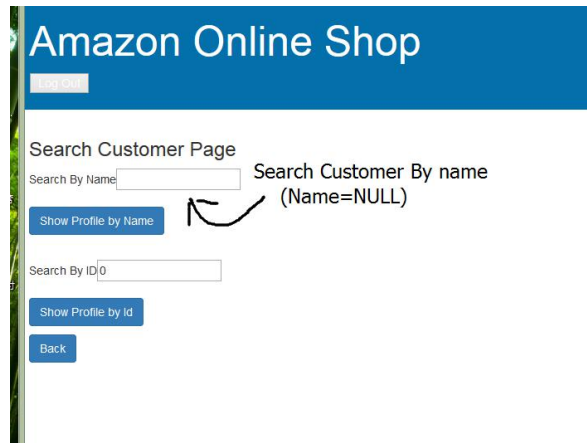 Amazon Online Shop
Log Out
Search Customer Page
Search By Name
Search Customer By name
(Name=NULL)
Show Profile by Name
Search By ID 0
Show Profile by Id
Back